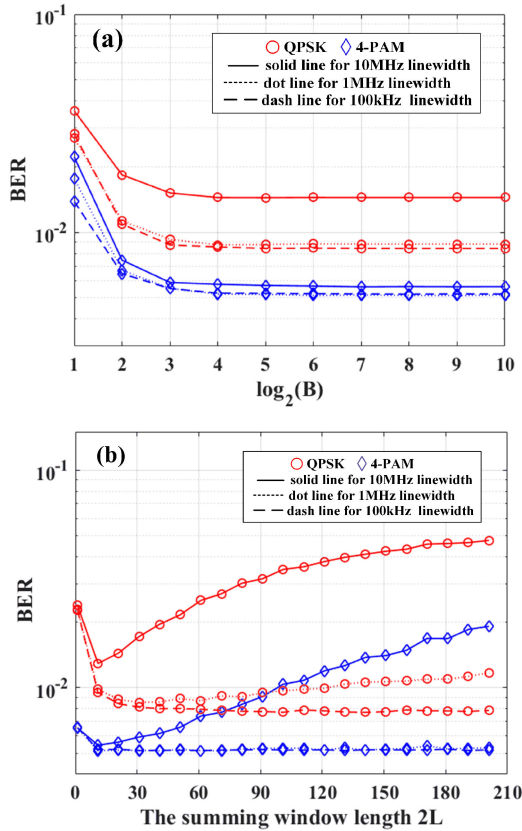 10^-1
(a)
QPSK 4-PAM
solid line for 10MHz linewidth
dot line for 1MHz linewidth
dash line for 100kHz linewidth
BER
10^-2
1 2 3 4 5 6 7 8 9 10
log_2(B)
(b)
10^-1
QPSK 4-PAM
solid line for 10MHz linewidth
dot line for 1MHz linewidth
dash line for 100kHz linewidth
BER
10^-2
0 30 60 90 120 150 180 210
The summing window length 2L